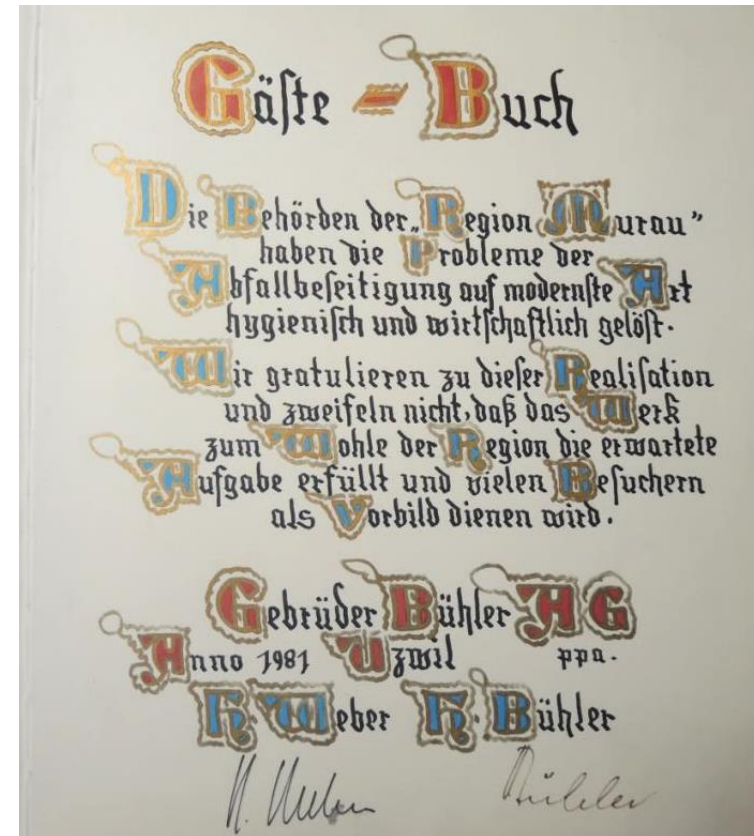 Gäste = Buch
Die Behörden der „Region Murau"
haben die Probleme der
Abfallbeseitigung auf modernste Art
hygienisch und wirtschaftlich gelöst.
Wir gratulieren zu dieser Realisation
und zweifeln nicht, daß das Werk
zum Wohle der Region die erwartete
Aufgabe erfüllt und vielen Besuchern
als Vorbild dienen wird.
Gebrüder Bühler AG
Anno 1981 Uzwil ppa.
H. Weber H. Bühler
H. Weber Bühler